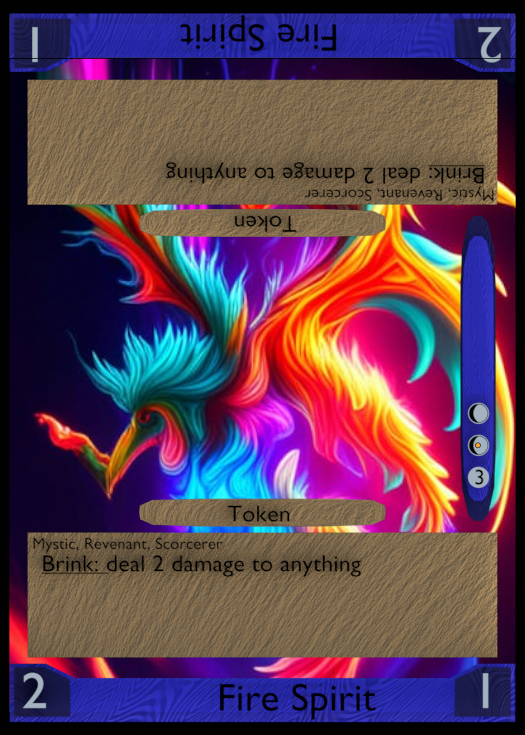 1 Fire Spirit 2
Brink: deal 2 damage to anything
Mystic, Revenant, Scorcerer
Token
3
Token
Mystic, Revenant, Scorcerer
Brink: deal 2 damage to anything
2 Fire Spirit 1